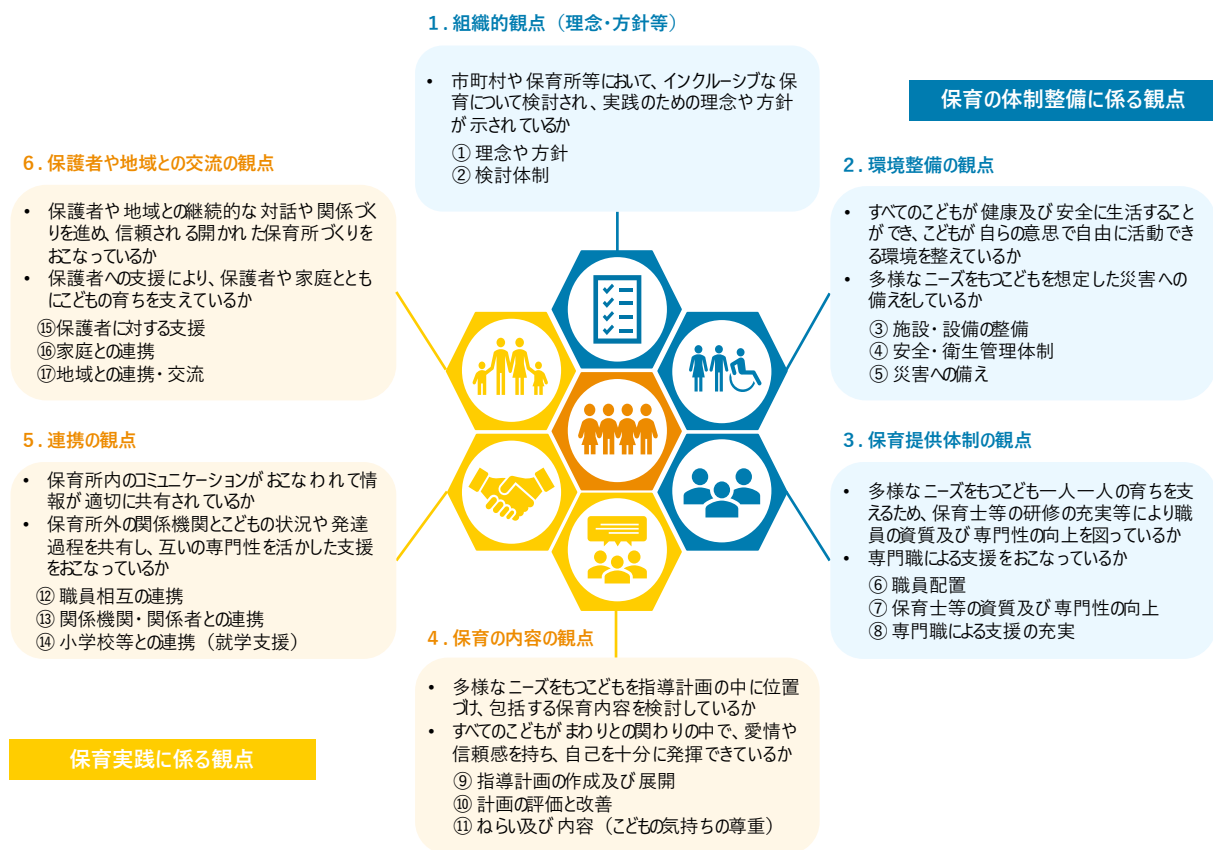 1.組織的観点（理念・方針等）
• 市町村や保育所等において、インクルーシブな保
育について検討され、実践のための理念や方針
が示されているか
① 理念や方針
② 検討体制
保育の体制整備に係る観点
2.環境整備の観点
• すべてのこどもが健康及び安全に生活すること
ができ、こどもが自らの意思で自由に活動でき
る環境を整えているか
• 多様なニーズをもつこどもを想定した災害への
備えをしているか
③ 施設・設備の整備
④ 安全・衛生管理体制
⑤ 災害への備え
3.保育提供体制の観点
• 多様なニーズをもつこども一人一人の育ちを支
えるため、保育士等の研修の充実等により職
員の資質及び専門性の向上を図っているか
• 専門職による支援をおこなっているか
⑥ 職員配置
⑦ 保育士等の資質及び専門性の向上
⑧ 専門職による支援の充実
4.保育の内容の観点
• 多様なニーズをもつこどもを指導計画の中に位置
づけ、包括する保育内容を検討しているか
• すべてのこどもがまわりとの関わりの中で、愛情や
信頼感を持ち、自己を十分に発揮できているか
⑨ 指導計画の作成及び展開
⑩ 計画の評価と改善
⑪ ねらい及び内容（こどもの気持ちの尊重）
5.連携の観点
• 保育所内のコミュニケーションがおこなわれて情
報が適切に共有されているか
• 保育所外の関係機関とこどもの状況や発達
過程を共有し、互いの専門性を活かした支援
をおこなっているか
⑫ 職員相互の連携
⑬ 関係機関・関係者との連携
⑭ 小学校等との連携（就学支援）
6.保護者や地域との交流の観点
• 保護者や地域との継続的な対話や関係づく
りを進め、信頼される開かれた保育所づくりを
おこなっているか
• 保護者への支援により、保護者や家庭ととも
にこどもの育ちを支えているか
⑮保護者に対する支援
⑯家庭との連携
⑰地域との連携・交流
保育実践に係る観点